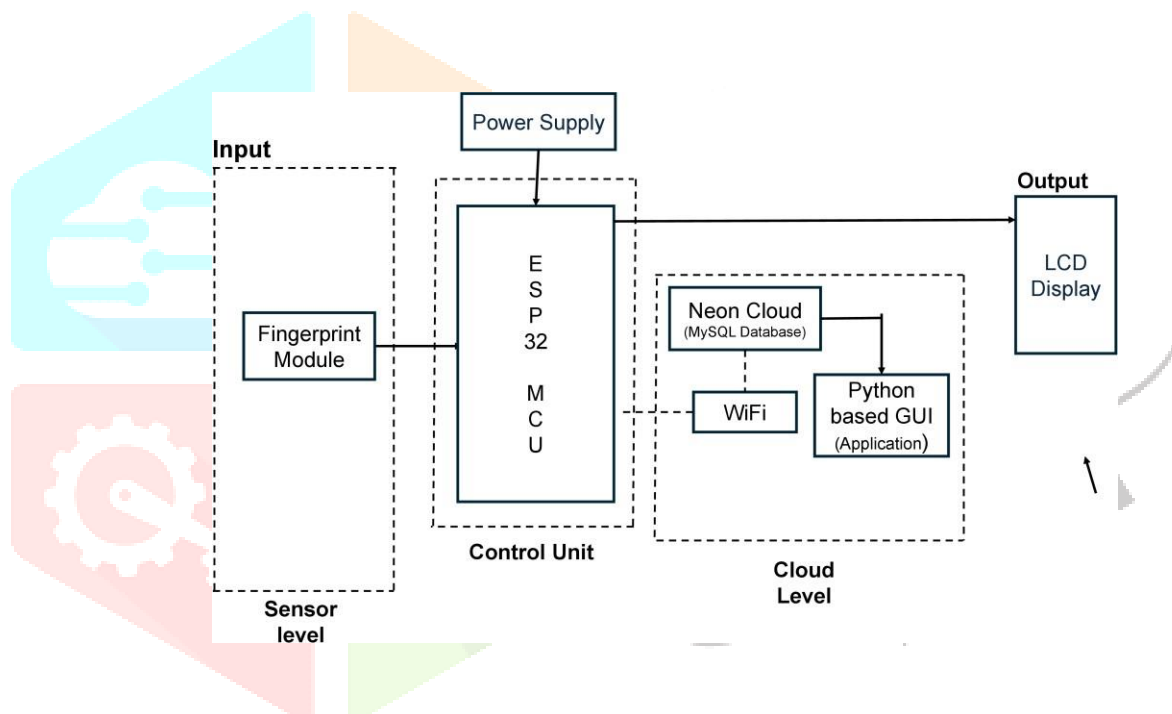 Power Supply
Input
Output
E
S
P
32
M
C
U
LCD
Display
Neon Cloud
(MySQL Database)
Fingerprint
Module
WiFi
Python
based GUI
(Application)
Control Unit
Cloud
Level
Sensor
level